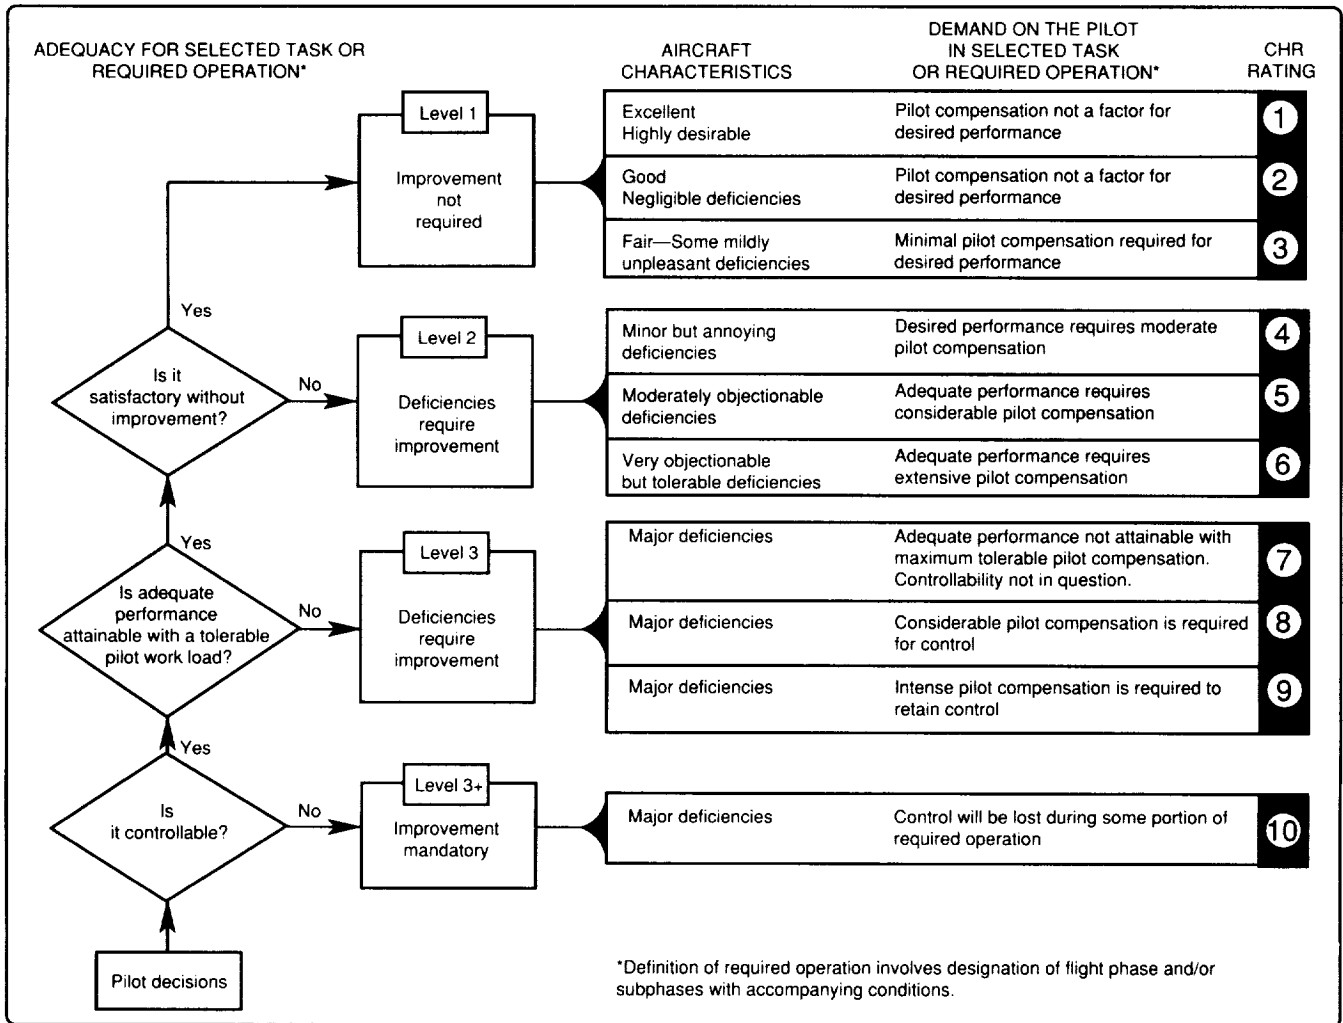 ADEQUACY FOR SELECTED TASK OR
REQUIRED OPERATION*
AIRCRAFT
CHARACTERISTICS
DEMAND ON THE PILOT
IN SELECTED TASK
OR REQUIRED OPERATION*
CHR
RATING
Level 1
Improvement
not
required
Excellent
Highly desirable
Pilot compensation not a factor for
desired performance
1
Good
Negligible deficiencies
Pilot compensation not a factor for
desired performance
2
Fair—Some mildly
unpleasant deficiencies
Minimal pilot compensation required for
desired performance
3
Yes
Is it
satisfactory without
improvement?
No
Level 2
Deficiencies
require
improvement
Minor but annoying
deficiencies
Desired performance requires moderate
pilot compensation
4
Moderately objectionable
deficiencies
Adequate performance requires
considerable pilot compensation
5
Very objectionable
but tolerable deficiencies
Adequate performance requires
extensive pilot compensation
6
Yes
Is adequate
performance
attainable with a tolerable
pilot work load?
No
Level 3
Deficiencies
require
improvement
Major deficiencies
Adequate performance not attainable with
maximum tolerable pilot compensation.
Controllability not in question.
7
Major deficiencies
Considerable pilot compensation is required
for control
8
Major deficiencies
Intense pilot compensation is required to
retain control
9
Yes
Is
it controllable?
No
Level 3+
Improvement
mandatory
Major deficiencies
Control will be lost during some portion of
required operation
10
Pilot decisions
*Definition of required operation involves designation of flight phase and/or
subphases with accompanying conditions.